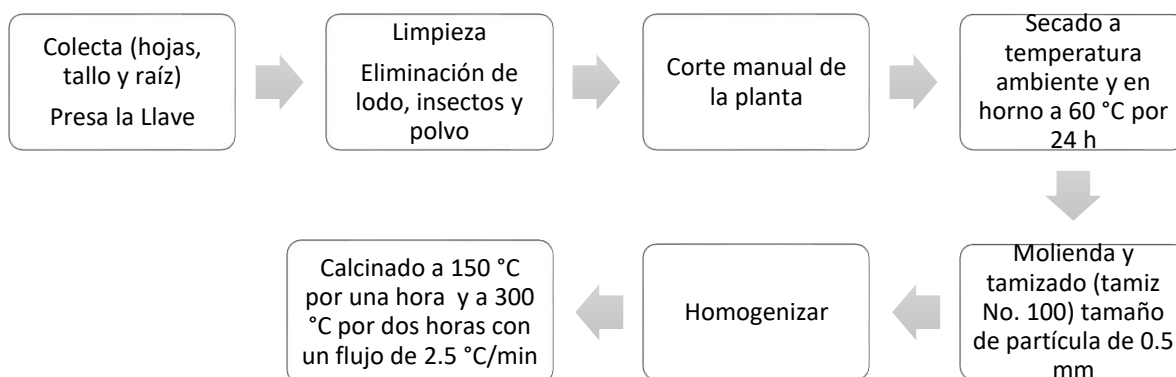 Colecta (hojas,
tallo y raíz)
Presa la Llave
Limpieza
Eliminación de
lodo, insectos y
polvo
Corte manual de
la planta
Secado a
temperatura
ambiente y en
horno a 60 °C por
24 h
Molienda y
tamizado (tamiz
No. 100) tamaño
de partícula de 0.5
mm
Homogenizar
Calcinado a 150 °C
por una hora y a 300
°C por dos horas con
un flujo de 2.5 °C/min